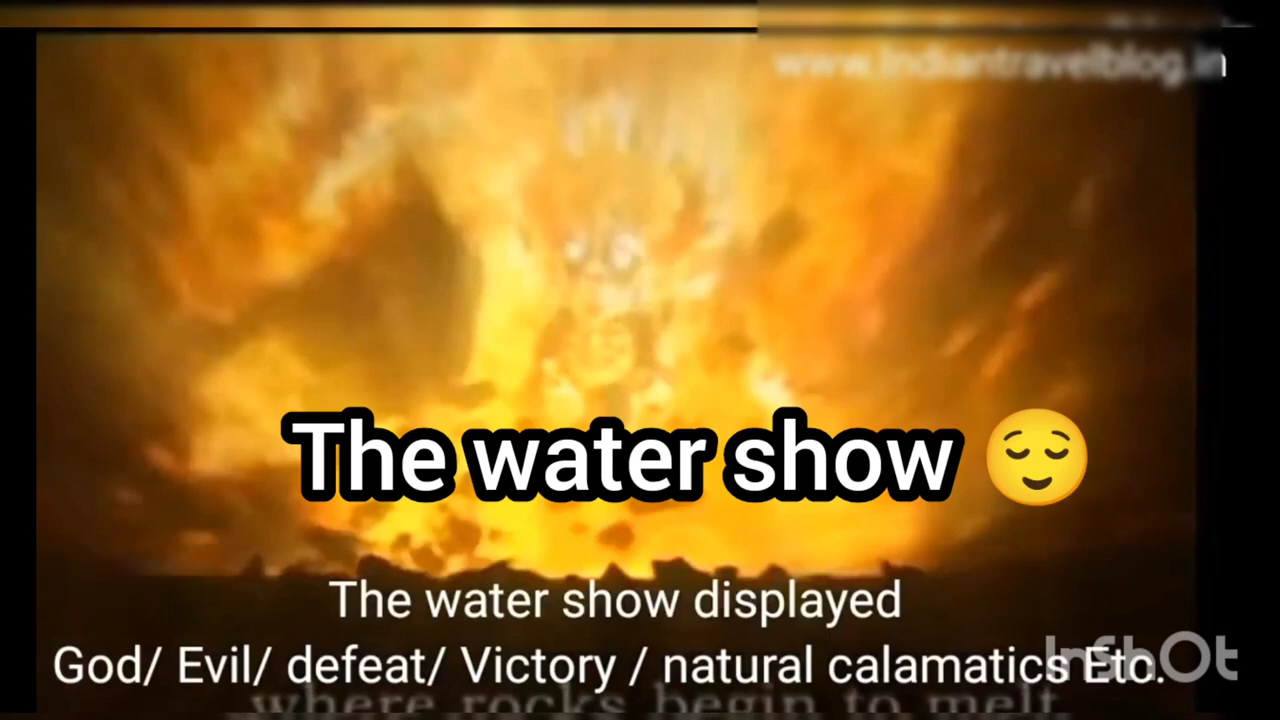 www.Indiantravelblog.in
The water show 😌
The water show displayed
God/ Evil/ defeat/ Victory / natural calamatics Etc.
InShOt
where rocks begin to melt